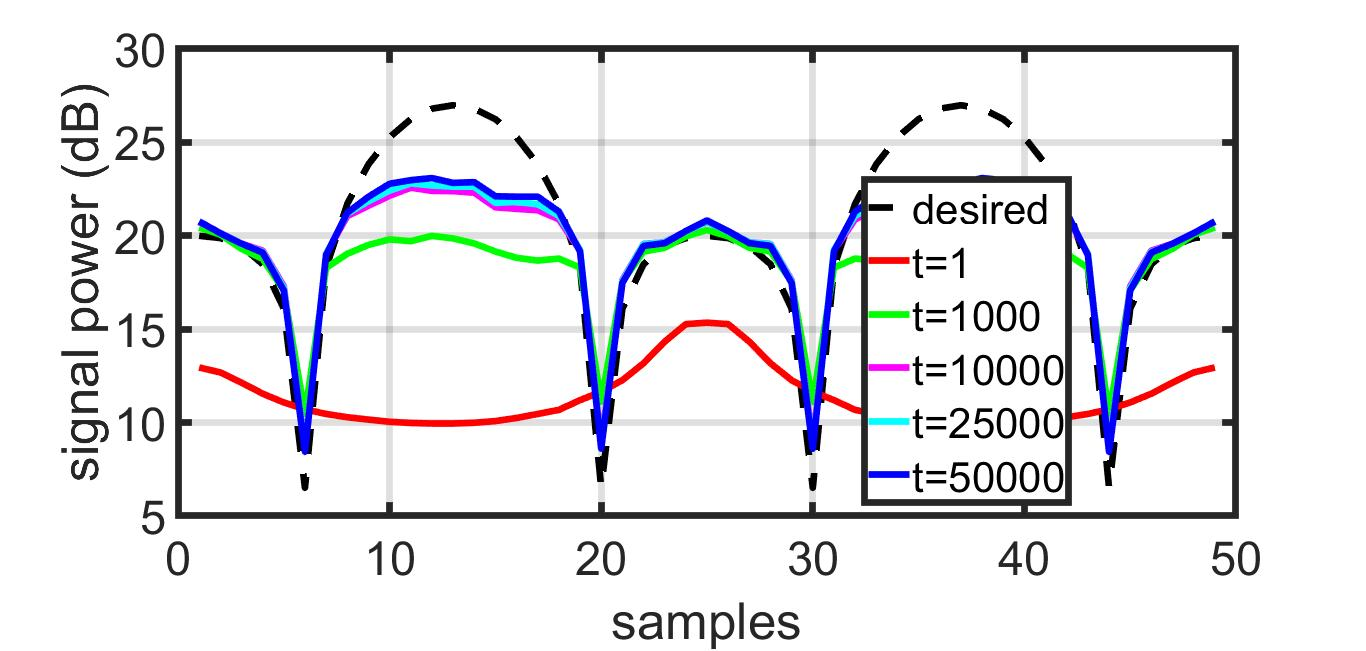 30
25
20
15
10
5
signal power (dB)
desired
t=1
t=1000
t=10000
t=25000
t=50000
0 10 20 30 40 50
samples